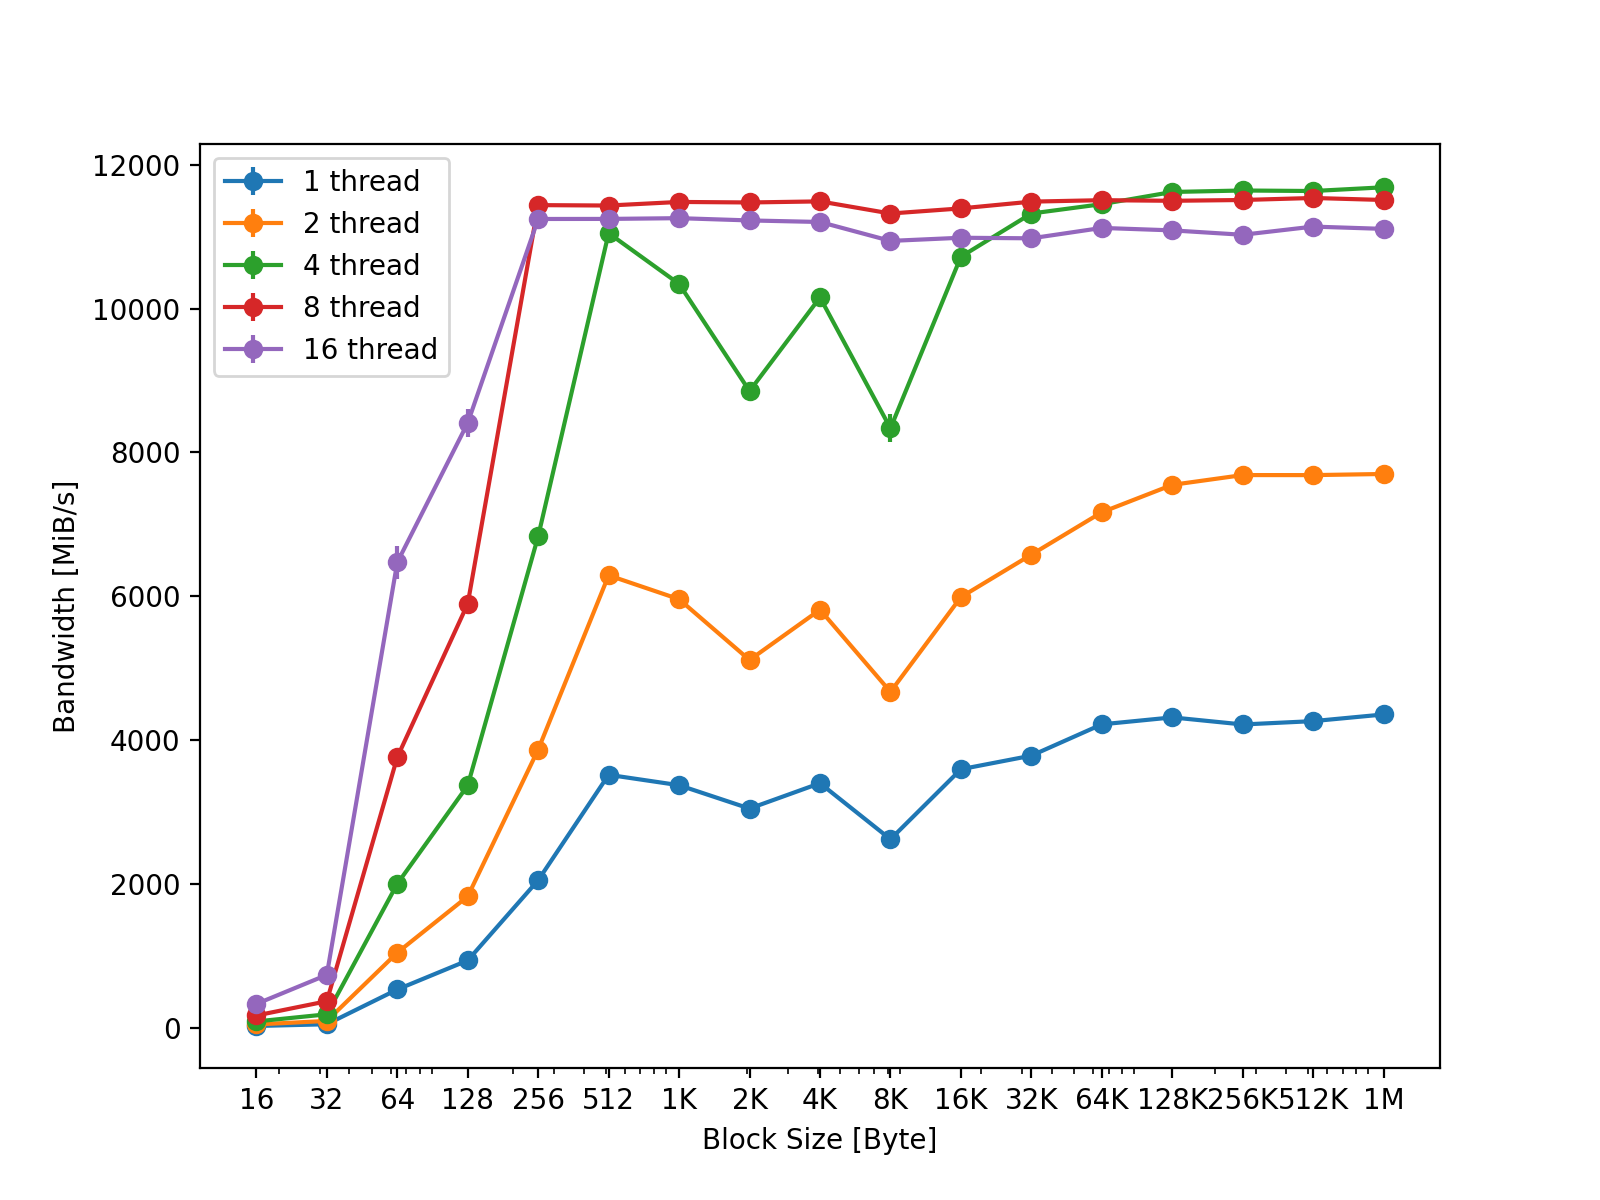 12000
10000
8000
6000
4000
2000
0
Bandwidth [MiB/s]
1 thread
2 thread
4 thread
8 thread
16 thread
16 32 64 128 256 512 1K 2K 4K 8K 16K 32K 64K 128K 256K 512K 1M
Block Size [Byte]